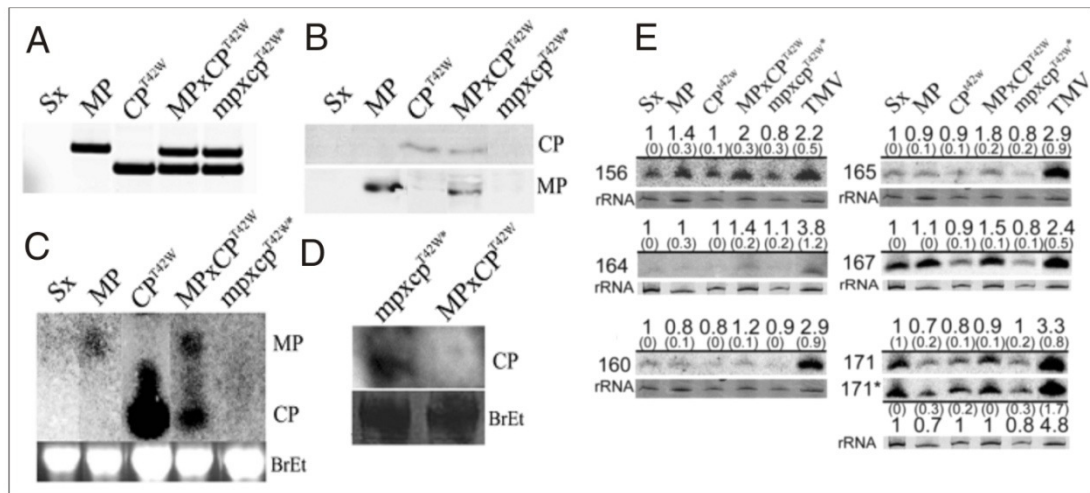 A
Sx MP CP^T42W MPxCP^T42W mpxcp^T42W*
B
Sx MP CP^T42W MPxCP^T42W mpxcp^T42W*
CP
MP
C
Sx MP CP^T42W MPxCP^T42W mpxcp^T42W*
MP
CP
BrEt
D
mpxcp^T42W* MPxCP^T42W
CP
BrEt
E
Sx MP CP^t42w MPxCP^T42W mpxcp^T42W* TMV
1 1.4 1 2 0.8 2.2
(0) (0.3) (0.1) (0.3) (0.3) (0.5)
156
rRNA
1 1 1 1.4 1.1 3.8
(0) (0.3) (0) (0.2) (0.2) (1.2)
164
rRNA
1 0.8 0.8 1.2 0.9 2.9
(0) (0.1) (0.1) (0.1) (0) (0.9)
160
rRNA
Sx MP CP^t42w MPxCP^T42W mpxcp^T42W* TMV
1 0.9 0.9 1.8 0.8 2.9
(0) (0.1) (0.1) (0.2) (0.2) (0.9)
165
rRNA
1 1.1 0.9 1.5 0.8 2.4
(0) (0) (0.1) (0.1) (0.1) (0.5)
167
rRNA
1 0.7 0.8 0.9 1 3.3
(1) (0.2) (0.1) (0.1) (0.2) (0.8)
171
171*
(0) (0.3) (0.2) (0) (0.3) (1.7)
1 0.7 1 1 0.8 4.8
rRNA